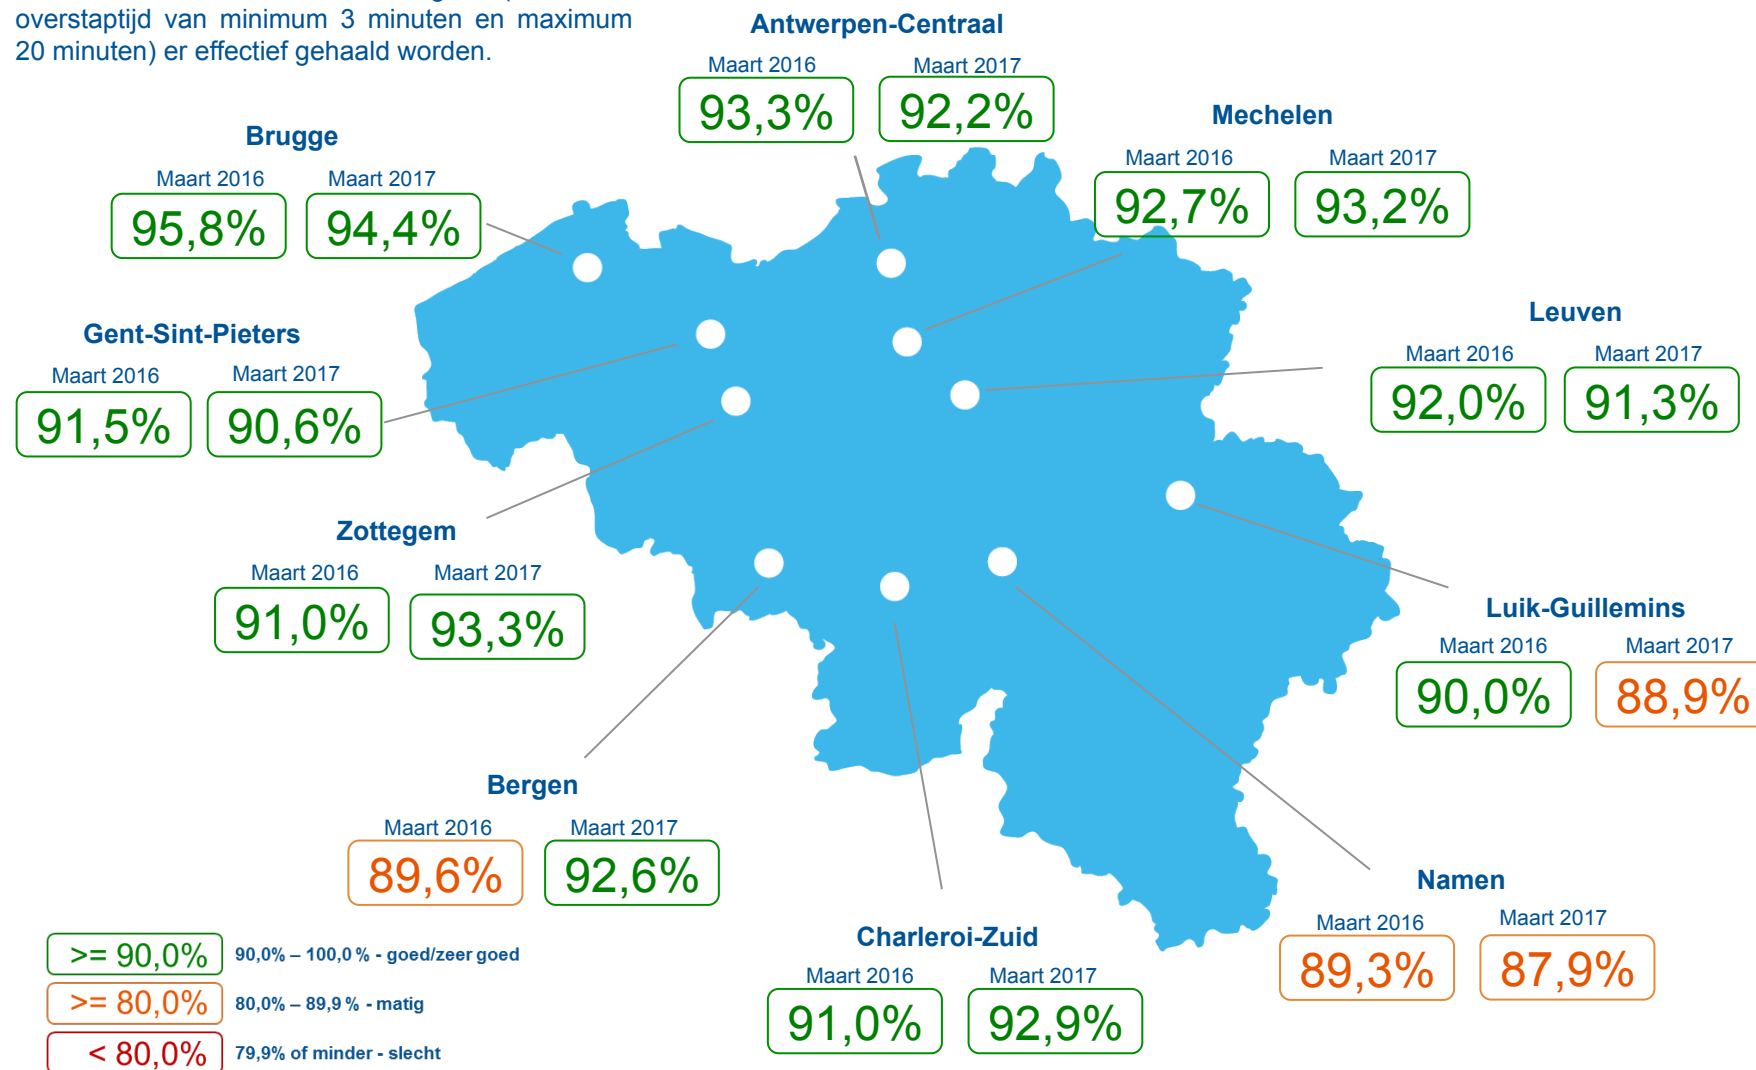 overstaptijd van minimum 3 minuten en maximum
20 minuten) er effectief gehaald worden.
Antwerpen-Centraal
Maart 2016 Maart 2017
93,3% 92,2%
Mechelen
Maart 2016 Maart 2017
92,7% 93,2%
Brugge
Maart 2016 Maart 2017
95,8% 94,4%
Leuven
Maart 2016 Maart 2017
92,0% 91,3%
Gent-Sint-Pieters
Maart 2016 Maart 2017
91,5% 90,6%
Zottegem
Maart 2016 Maart 2017
91,0% 93,3%
Luik-Guillemins
Maart 2016 Maart 2017
90,0% 88,9%
Bergen
Maart 2016 Maart 2017
89,6% 92,6%
Namen
Maart 2016 Maart 2017
89,3% 87,9%
Charleroi-Zuid
Maart 2016 Maart 2017
91,0% 92,9%
>= 90,0% 90,0% – 100,0 % - goed/zeer goed
>= 80,0% 80,0% – 89,9 % - matig
< 80,0% 79,9% of minder - slecht